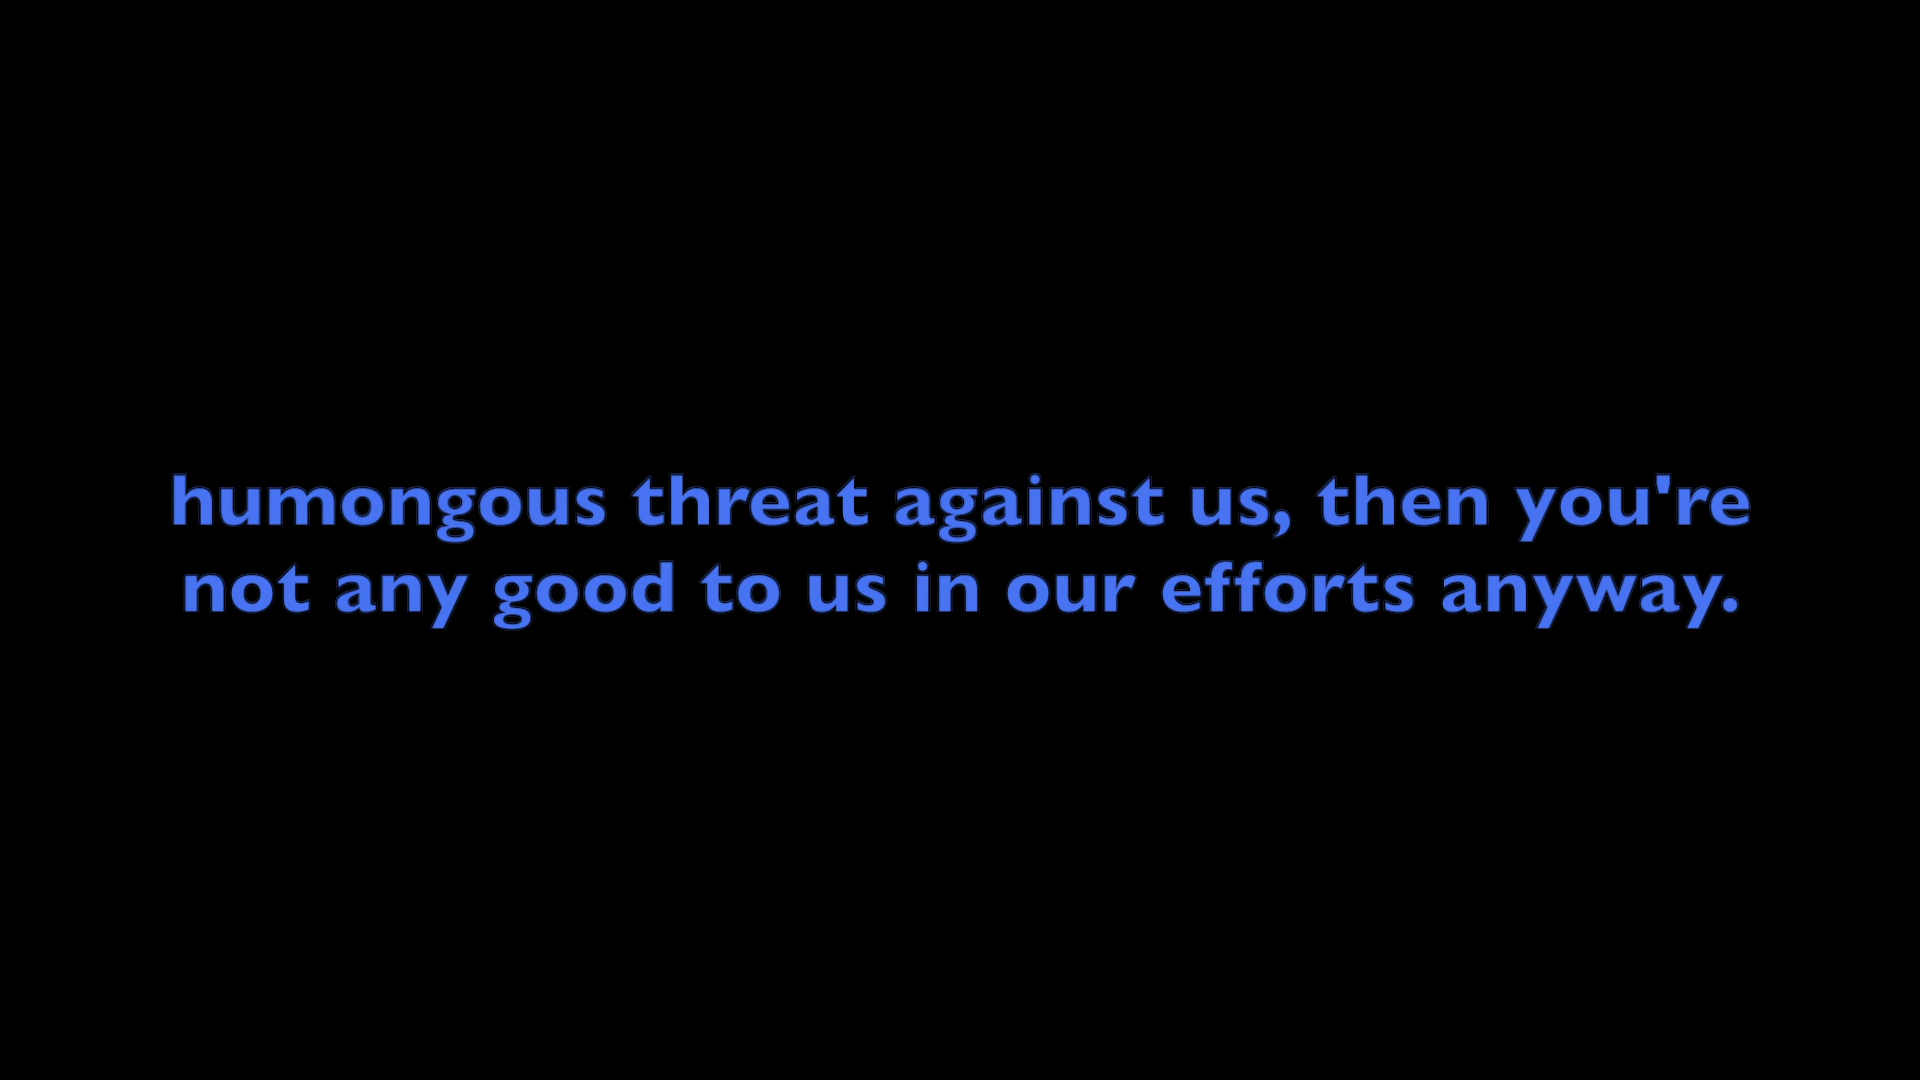 humongous threat against us, then you're
not any good to us in our efforts anyway.